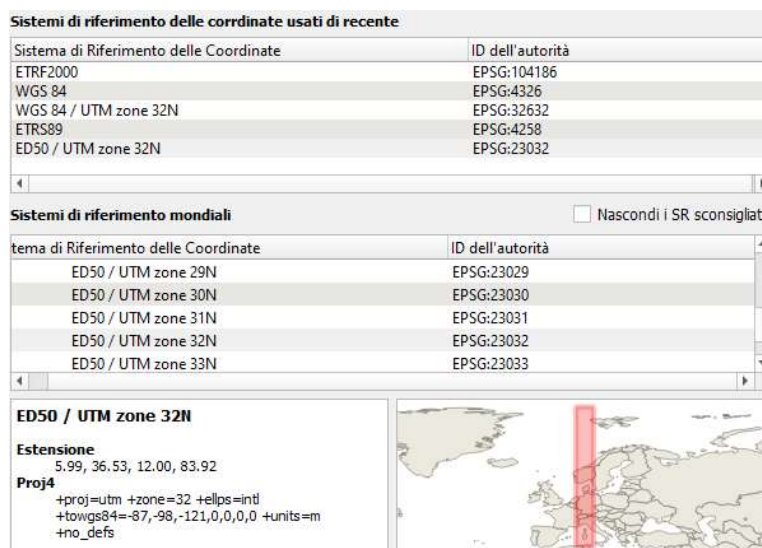 Sistemi di riferimento delle corrdinate usati di recente
Sistema di Riferimento delle Coordinate ID dell'autorità
ETRF2000 EPSG:104186
WGS 84 EPSG:4326
WGS 84 / UTM zone 32N EPSG:32632
ETRS89 EPSG:4258
ED50 / UTM zone 32N EPSG:23032
Sistemi di riferimento mondiali Nascondi i SR sconsigliat
tema di Riferimento delle Coordinate ID dell'autorità
ED50 / UTM zone 29N EPSG:23029
ED50 / UTM zone 30N EPSG:23030
ED50 / UTM zone 31N EPSG:23031
ED50 / UTM zone 32N EPSG:23032
ED50 / UTM zone 33N EPSG:23033
ED50 / UTM zone 32N
Estensione
5.99, 36.53, 12.00, 83.92
Proj4
+proj=utm +zone=32 +ellps=intl
+towgs84=-87,-98,-121,0,0,0,0 +units=m
+no_defs